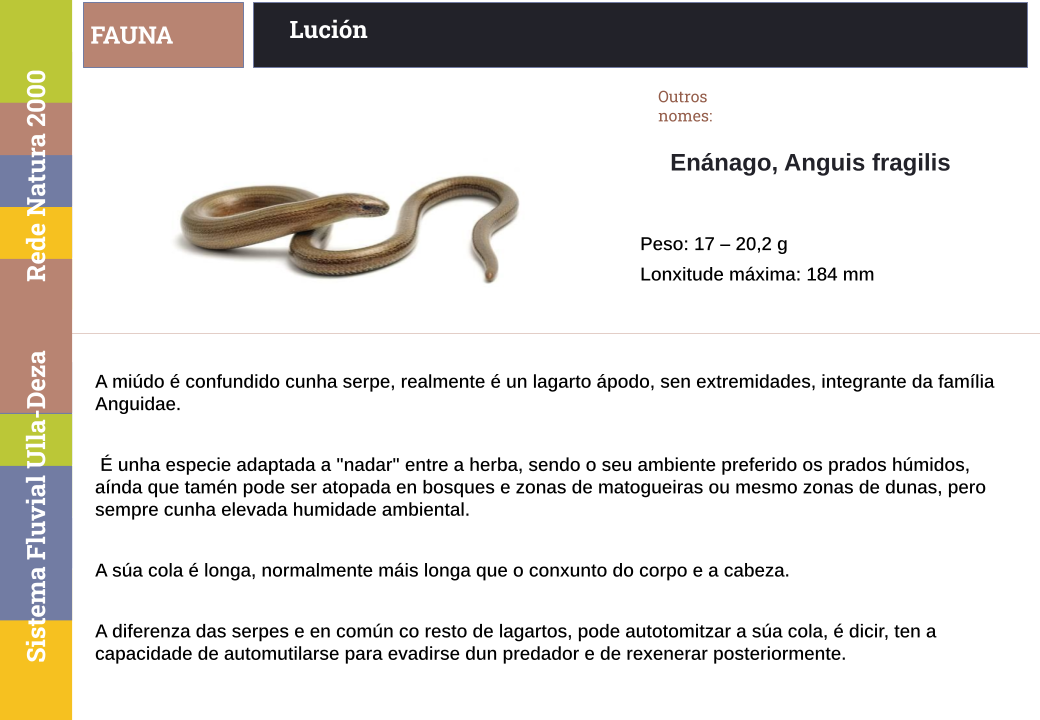 FAUNA
Lución
Outros
nomes:
Enánago, Anguis fragilis
Peso: 17 – 20,2 g
Lonxitude máxima: 184 mm
A miúdo é confundido cunha serpe, realmente é un lagarto ápodo, sen extremidades, integrante da família
Anguidae.
É unha especie adaptada a "nadar" entre a herba, sendo o seu ambiente preferido os prados húmidos,
aínda que tamén pode ser atopada en bosques e zonas de matogueiras ou mesmo zonas de dunas, pero
sempre cunha elevada humidade ambiental.
A súa cola é longa, normalmente máis longa que o conxunto do corpo e a cabeza.
A diferenza das serpes e en común co resto de lagartos, pode autotomitzar a súa cola, é dicir, ten a
capacidade de automutilarse para evadirse dun predador e de rexenerar posteriormente.
Sistema Fluvial Ulla-Deza Rede Natura 2000